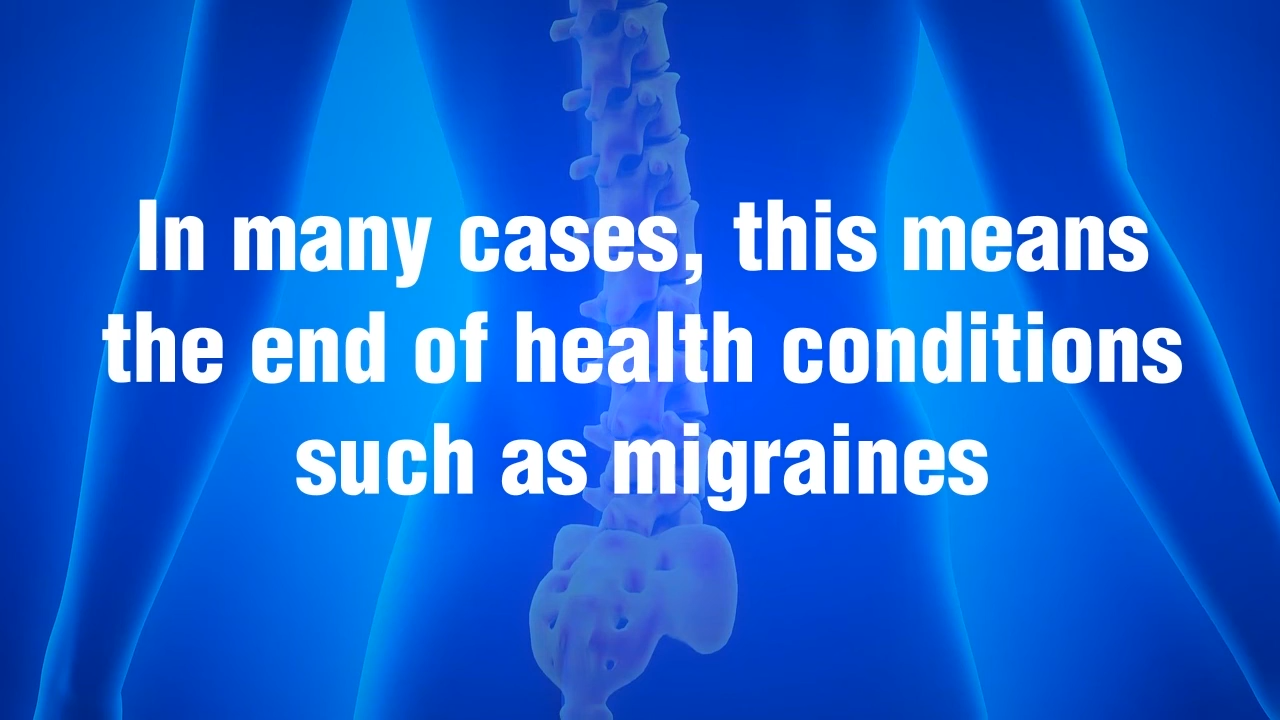 In many cases, this means
the end of health conditions
such as migraines